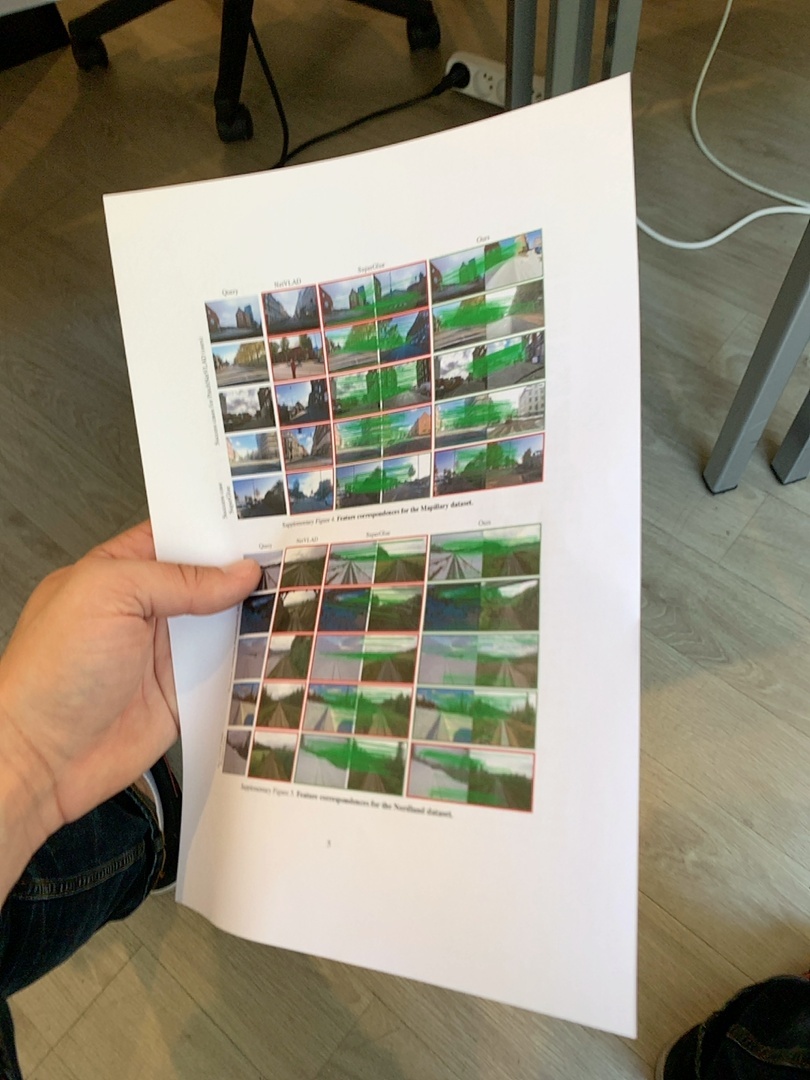 Query NetVLAD SuperGlue Ours
Supplementary Figure 4. Feature correspondences for the Mapillary dataset.
Query NetVLAD SuperGlue Ours
Supplementary Figure 5. Feature correspondences for the Nordland dataset.
5